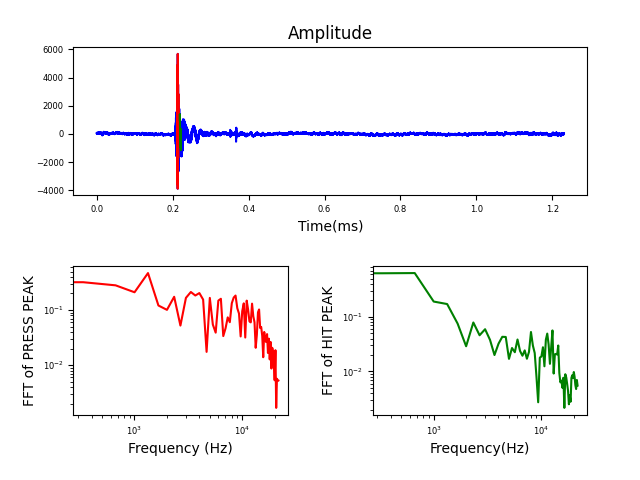 Amplitude
6000
4000
2000
0
−2000
−4000
0.0 0.2 0.4 0.6 0.8 1.0 1.2
Time(ms)
FFT of PRESS PEAK
10⁻¹
10⁻²
10³ 10⁴
Frequency (Hz)
FFT of HIT PEAK
10⁻¹
10⁻²
10³ 10⁴
Frequency(Hz)